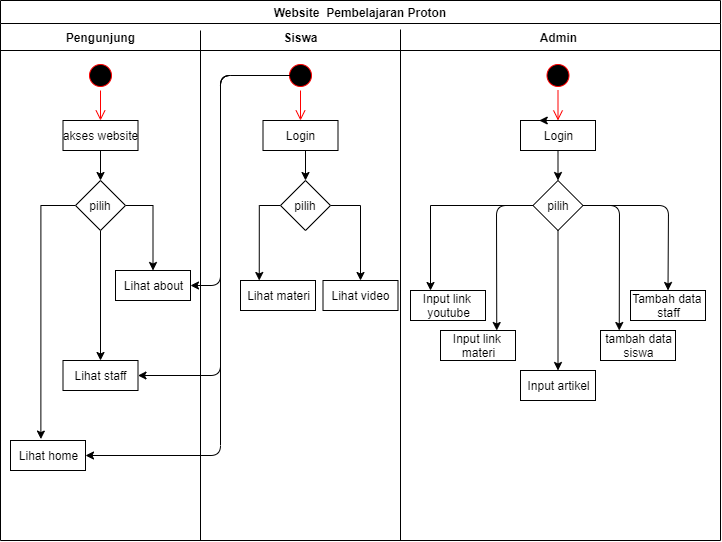 Website  Pembelajaran Proton
Pengunjung
Siswa
Admin
akses website
Login
Login
pilih
pilih
pilih
Lihat about
Lihat materi
Lihat video
Input link
youtube
Tambah data
staff
Input link
materi
tambah data
siswa
Lihat staff
Input artikel
Lihat home